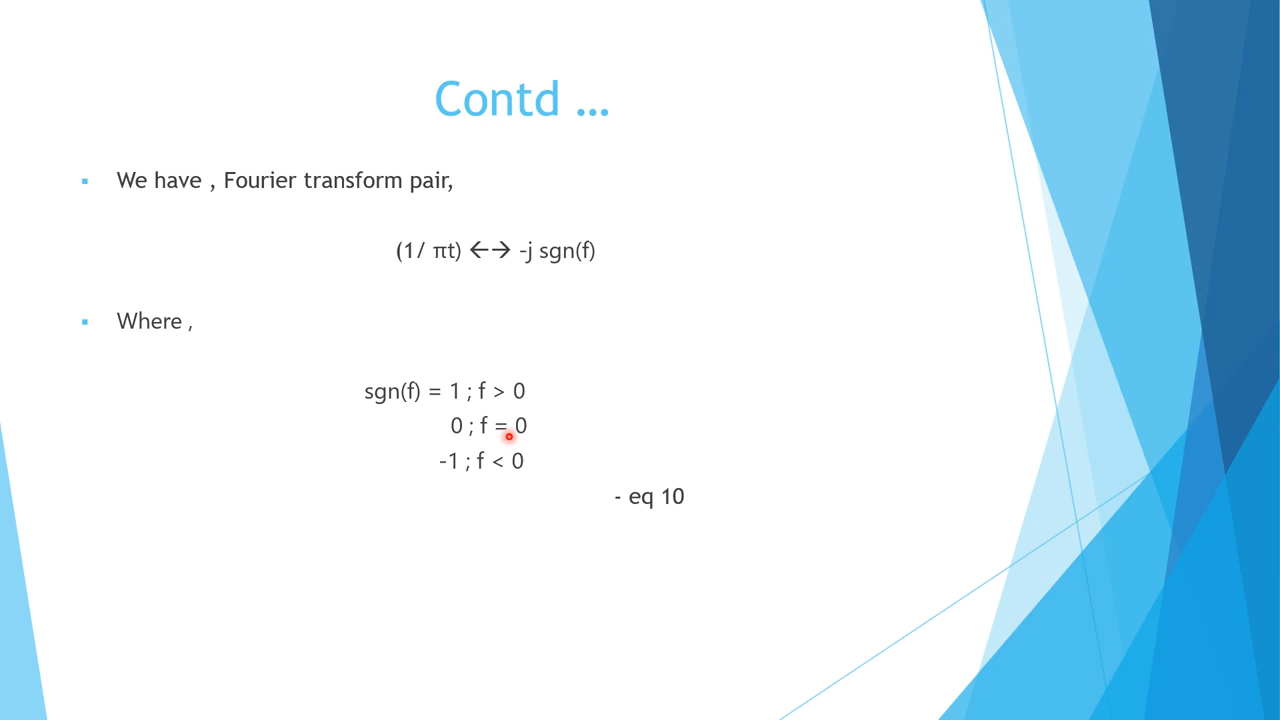 Contd ...
We have , Fourier transform pair,
(1/ πt) ←→ -j sgn(f)
Where ,
sgn(f) = 1 ; f > 0
0 ; f = 0
-1 ; f < 0
- eq 10